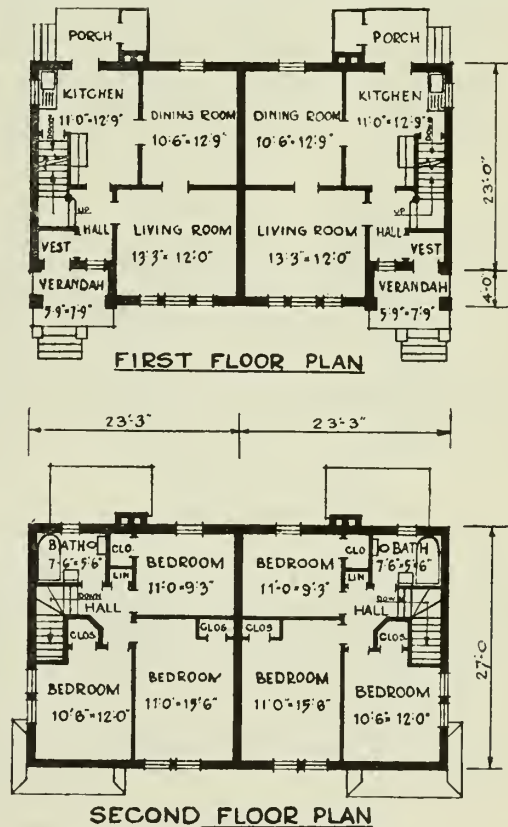 PORCH PORCH
KITCHEN KITCHEN
11'0"=12'9" DINING ROOM DINING ROOM 11'0"=12'9"
DOWN 10'6"=12'9" 10'6"=12'9" DOWN
23'-0"
UP UP
HALL LIVING ROOM LIVING ROOM HALL
VEST 13'3"=12'0" 13'3"=12'0" VEST
VERANDAH VERANDAH
5'9"=7'9" 5'9"=7'9" 4'-0"
FIRST FLOOR PLAN
23'-3" 23'-3"
BATH CLO. CLO BATH
7'-6"=5'6" BEDROOM BEDROOM 7'6"=5'6"
LIN 11'0=9'3" 11'0=9'3" LIN
DOWN DOWN
HALL HALL
CLOS CLOS CLOS CLOS
27'-0
BEDROOM BEDROOM BEDROOM BEDROOM
10'8"=12'0" 11'0"=15'6" 11'0"=15'8" 10'6"=12'0"
SECOND FLOOR PLAN